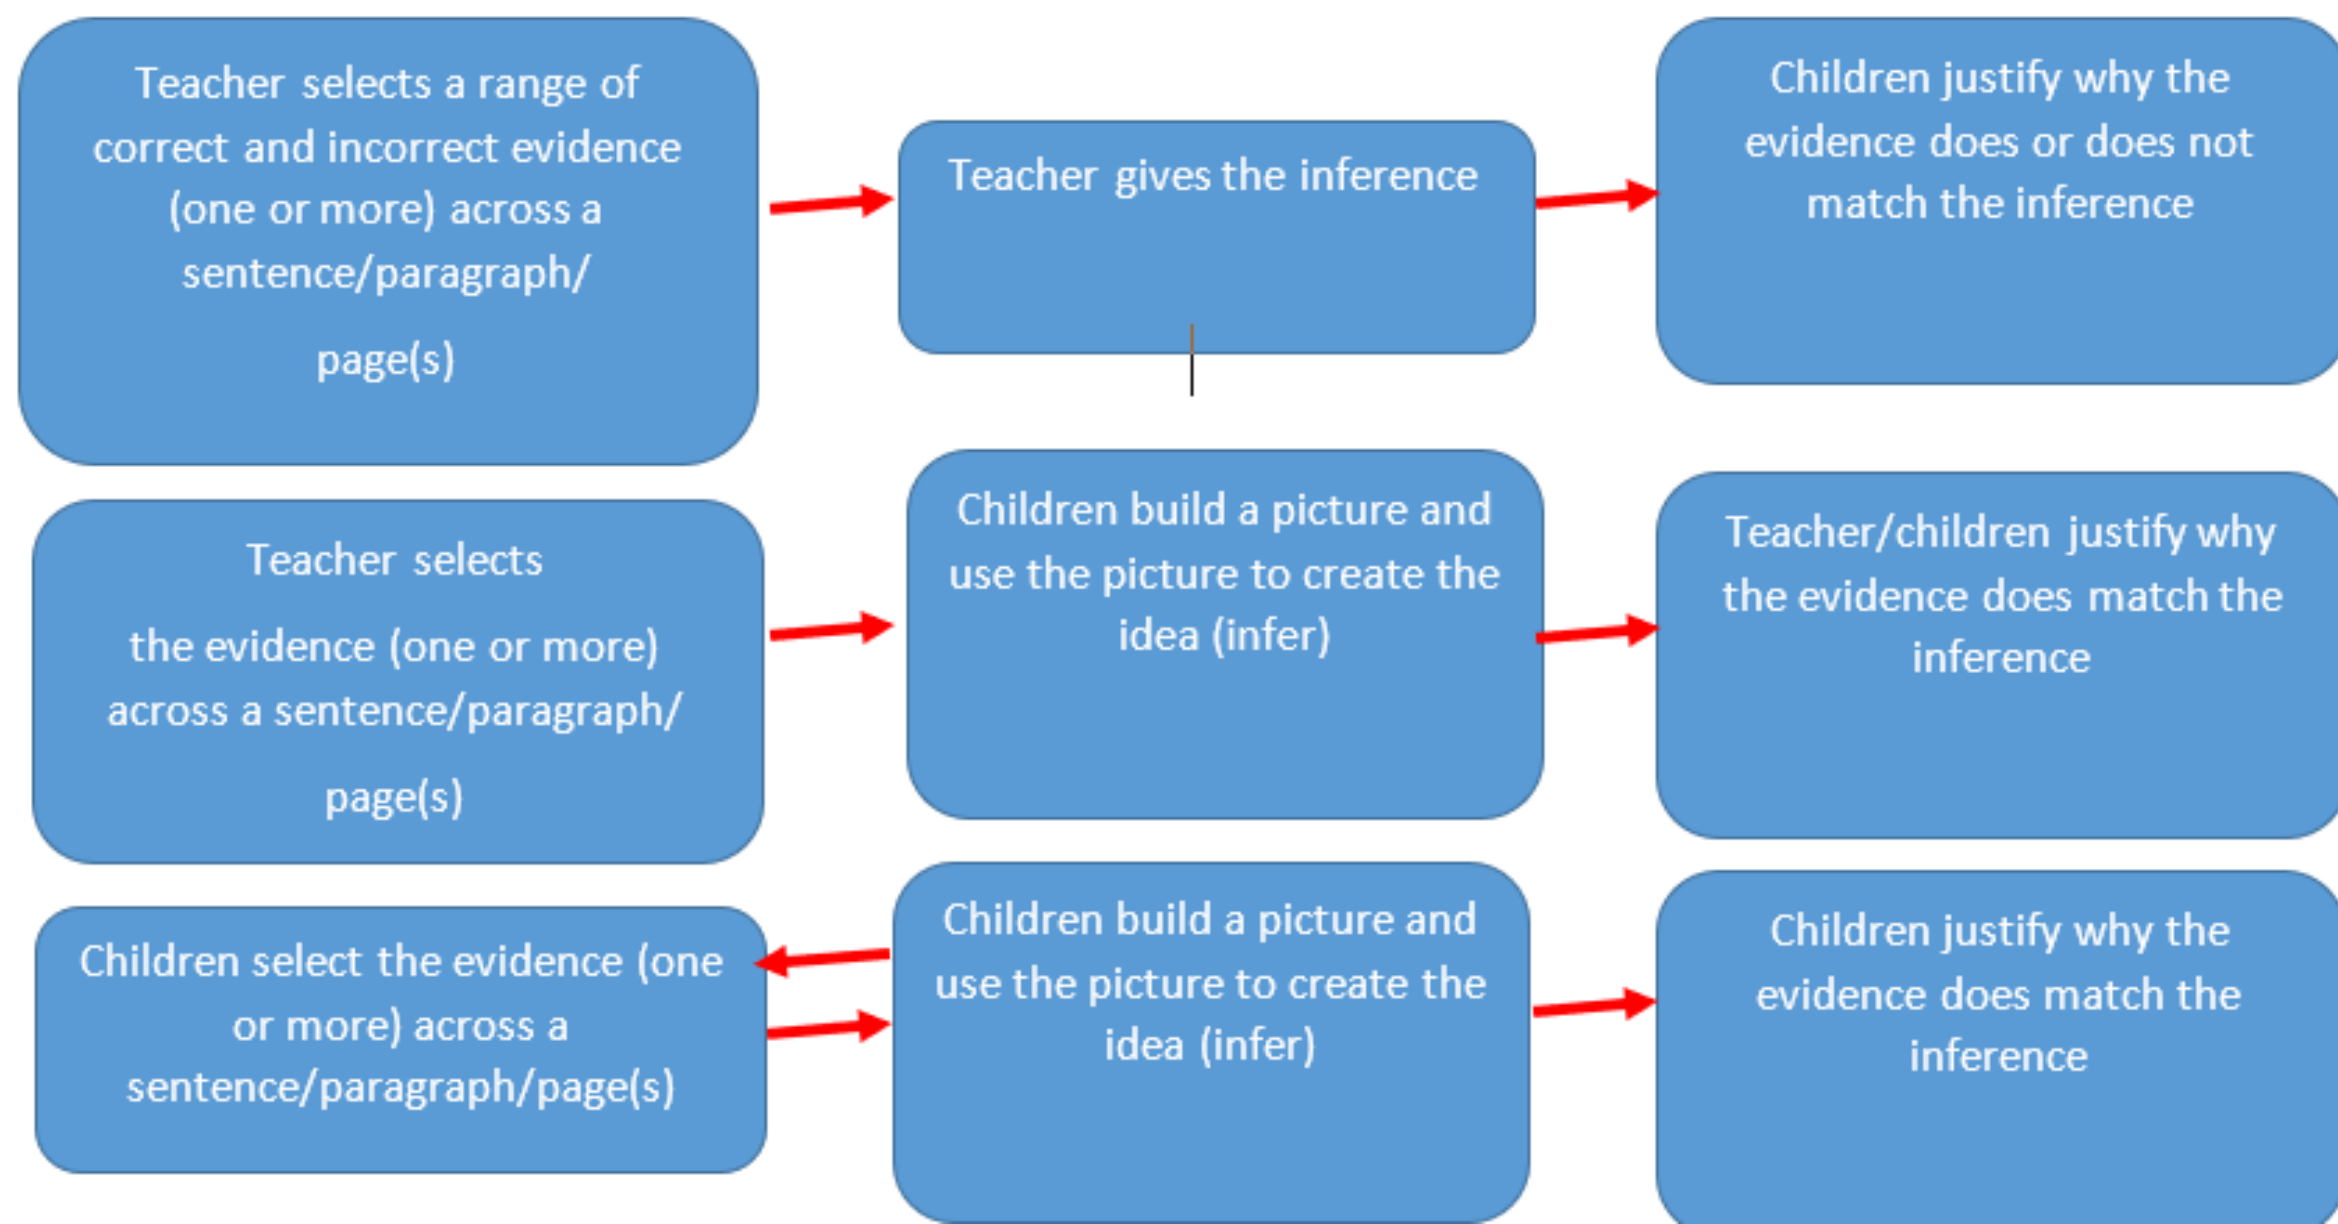 Teacher selects a range of
correct and incorrect evidence
(one or more) across a
sentence/paragraph/
page(s)
Teacher gives the inference
Children justify why the
evidence does or does not
match the inference
Teacher selects
the evidence (one or more)
across a sentence/paragraph/
page(s)
Children build a picture and
use the picture to create the
idea (infer)
Teacher/children justify why
the evidence does match the
inference
Children select the evidence (one
or more) across a
sentence/paragraph/page(s)
Children build a picture and
use the picture to create the
idea (infer)
Children justify why the
evidence does match the
inference